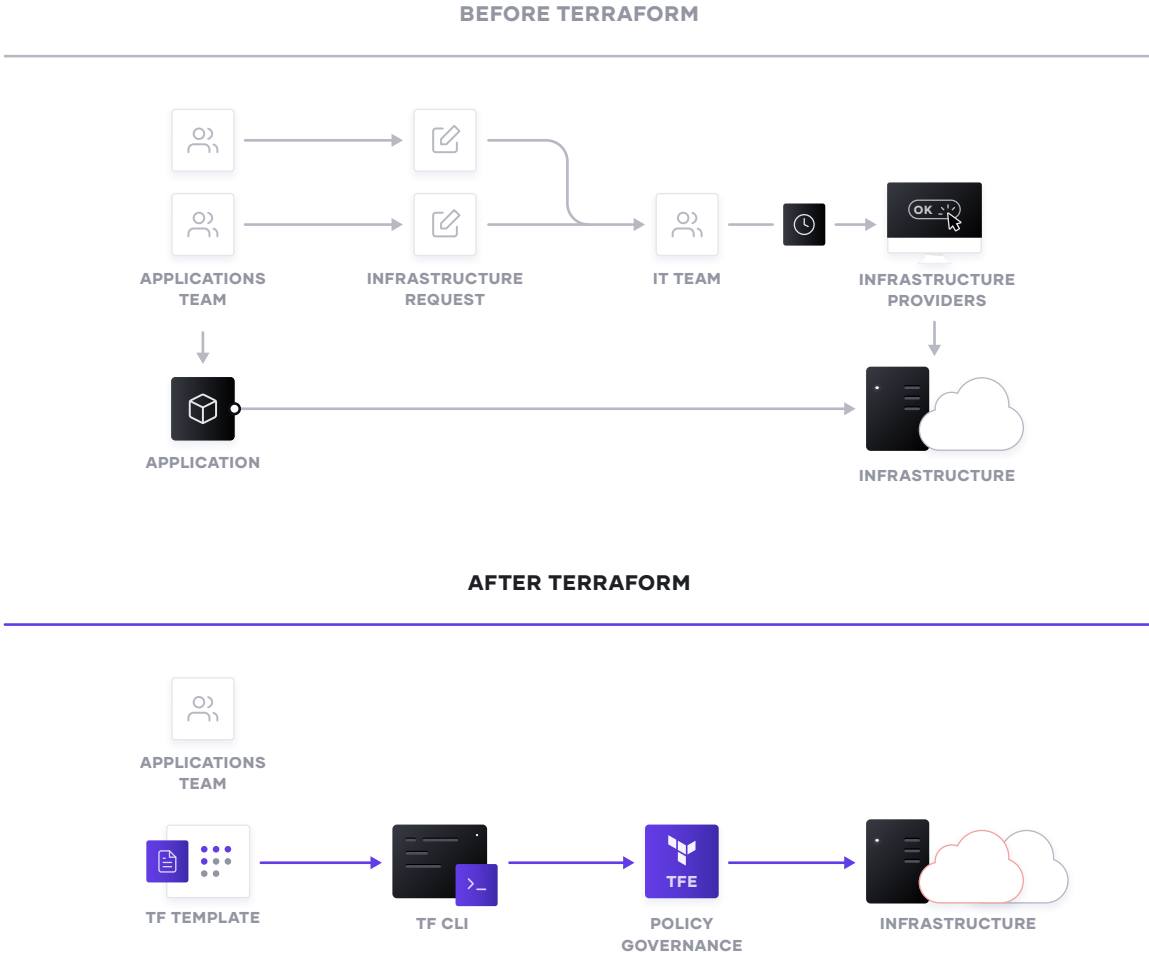 BEFORE TERRAFORM
OK
APPLICATIONS
TEAM
INFRASTRUCTURE
REQUEST
IT TEAM
INFRASTRUCTURE
PROVIDERS
APPLICATION
INFRASTRUCTURE
AFTER TERRAFORM
APPLICATIONS
TEAM
>_
TFE
TF TEMPLATE
TF CLI
POLICY
GOVERNANCE
INFRASTRUCTURE